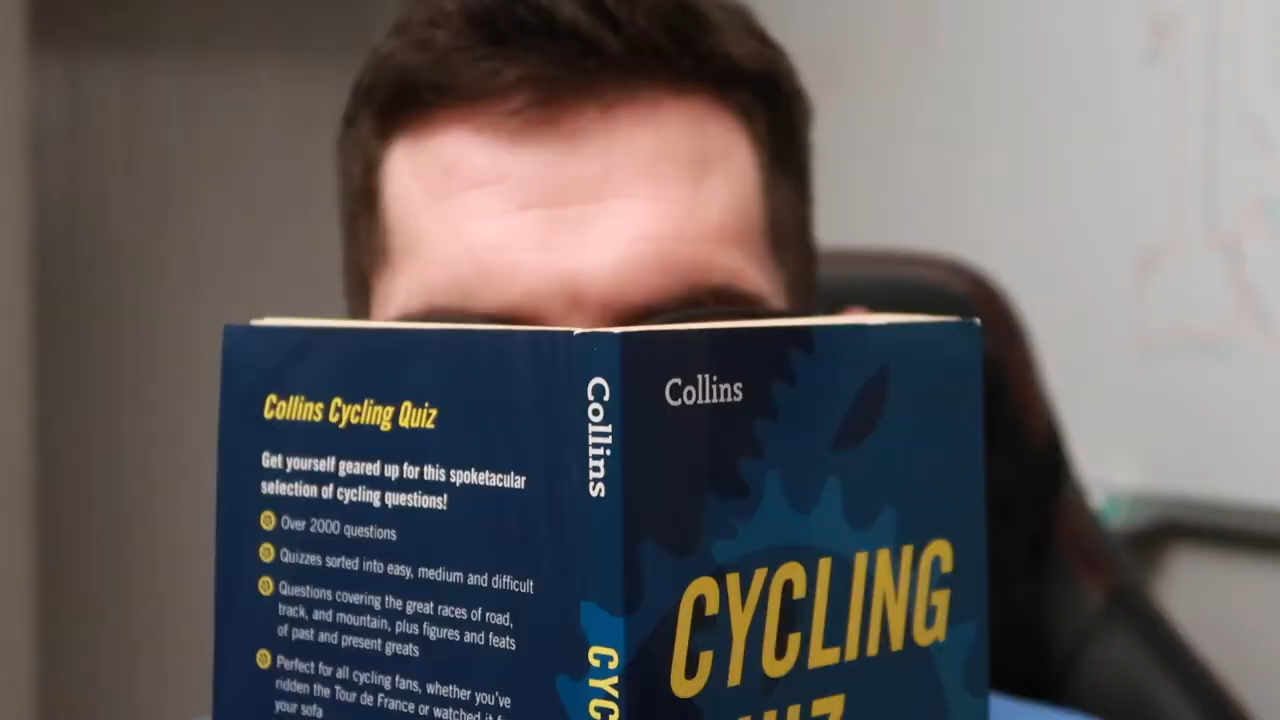 Collins Cycling Quiz
Get yourself geared up for this spoketacular
selection of cycling questions!
Over 2000 questions
Quizzes sorted into easy, medium and difficult
Questions covering the great races of road,
track, and mountain, plus figures and feats
of past and present greats
Perfect for all cycling fans, whether you've
ridden the Tour de France or watched it
your sofa
Collins
CYC
Collins
CYCLING